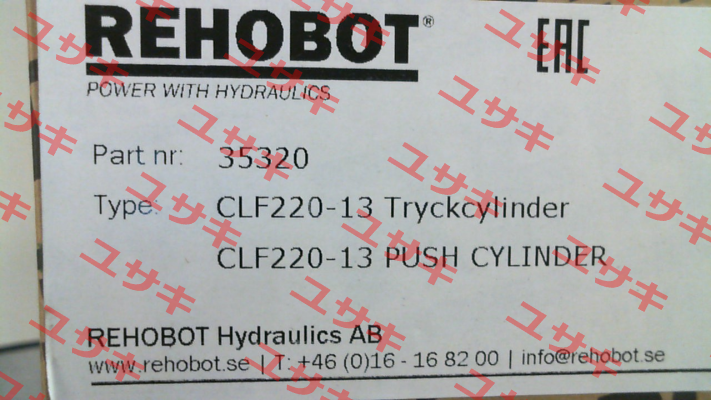 REHOBOT®
EAC
POWER WITH HYDRAULICS
Part nr: 35320
Type: CLF220-13 Tryckcylinder
CLF220-13 PUSH CYLINDER
REHOBOT Hydraulics AB
www.rehobot.se | T: +46 (0)16 - 16 82 00 | info@rehobot.se
ユサキ